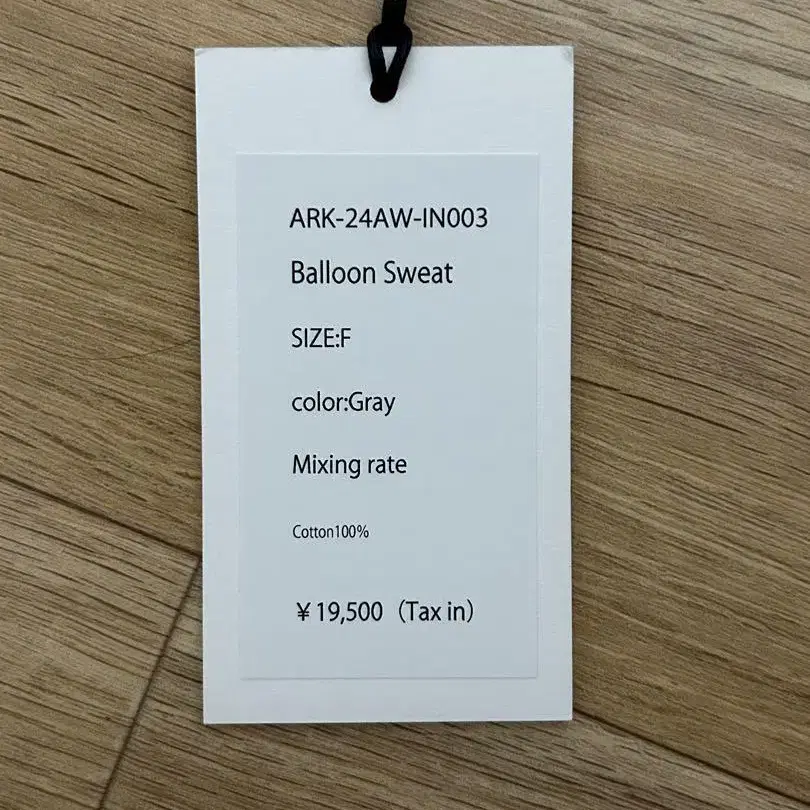 ARK-24AW-IN003
Balloon Sweat
SIZE:F
color:Gray
Mixing rate
Cotton100%
¥19,500（Tax in）